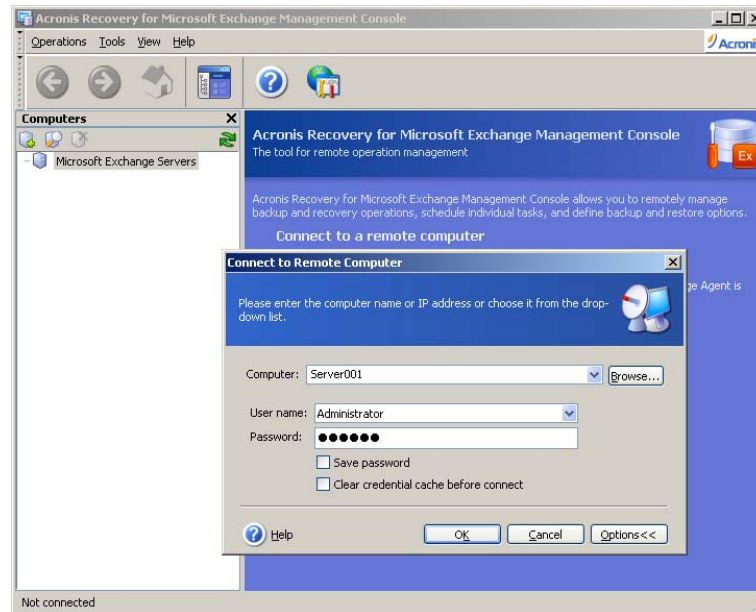 Acronis Recovery for Microsoft Exchange Management Console
Operations Tools View Help
Acronis
Computers
Microsoft Exchange Servers
Acronis Recovery for Microsoft Exchange Management Console
The tool for remote operation management
Ex
Acronis Recovery for Microsoft Exchange Management Console allows you to remotely manage
backup and recovery operations, schedule individual tasks, and define backup and restore options.
Connect to a remote computer
ge Agent is
Connect to Remote Computer
Please enter the computer name or IP address or choose it from the drop-
down list.
Computer: Server001 Browse...
User name: Administrator
Password: ●●●●●●
Save password
Clear credential cache before connect
Help OK Cancel Options<<
Not connected